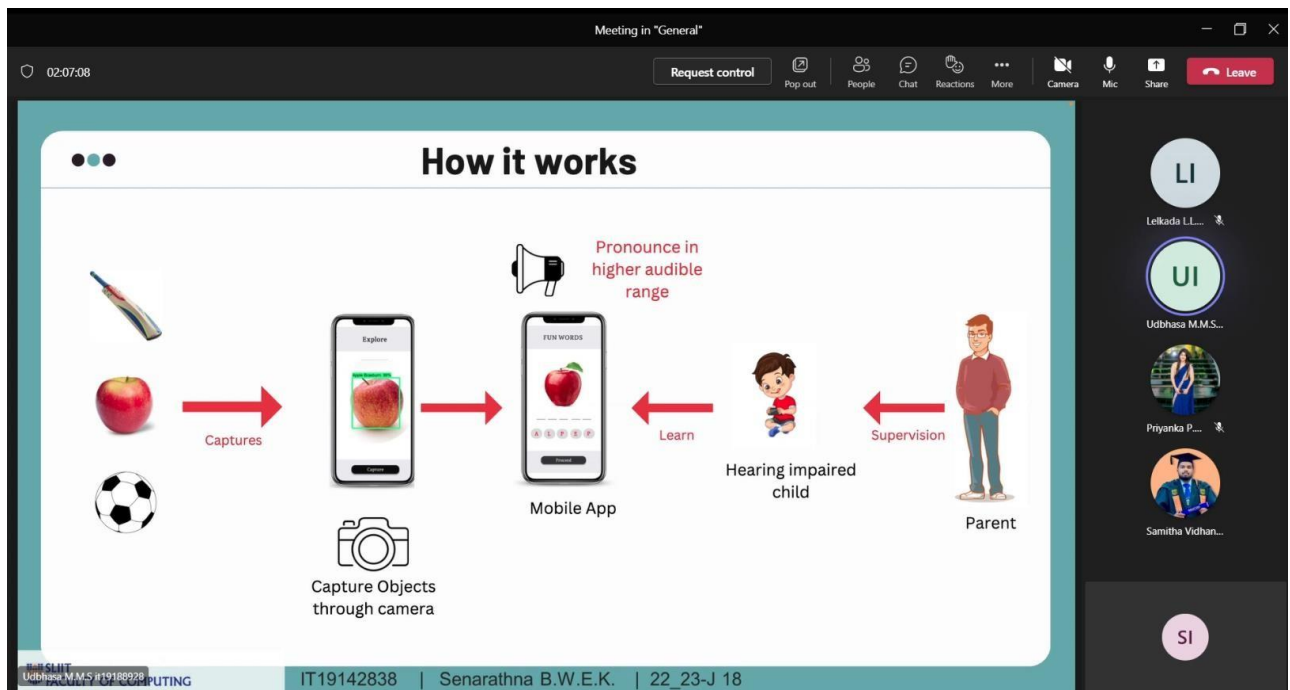 Meeting in "General"
02:07:08
Request control
Pop out
People
Chat
Reactions
More
Camera
Mic
Share
Leave
How it works
Pronounce in
higher audible
range
Explore
FUN WORDS
Captures
A L P E P
Capture
Proceed
Learn
Supervision
Mobile App
Hearing impaired
child
Parent
Capture Objects
through camera
SLIIT
FACULTY OF COMPUTING
Udbhasa M.M.S it19188928
IT19142838 | Senarathna B.W.E.K. | 22_23-J 18
LI
Lelkada L.L....
UI
Udbhasa M.M.S...
Priyanka P....
Samitha Vidhan...
SI